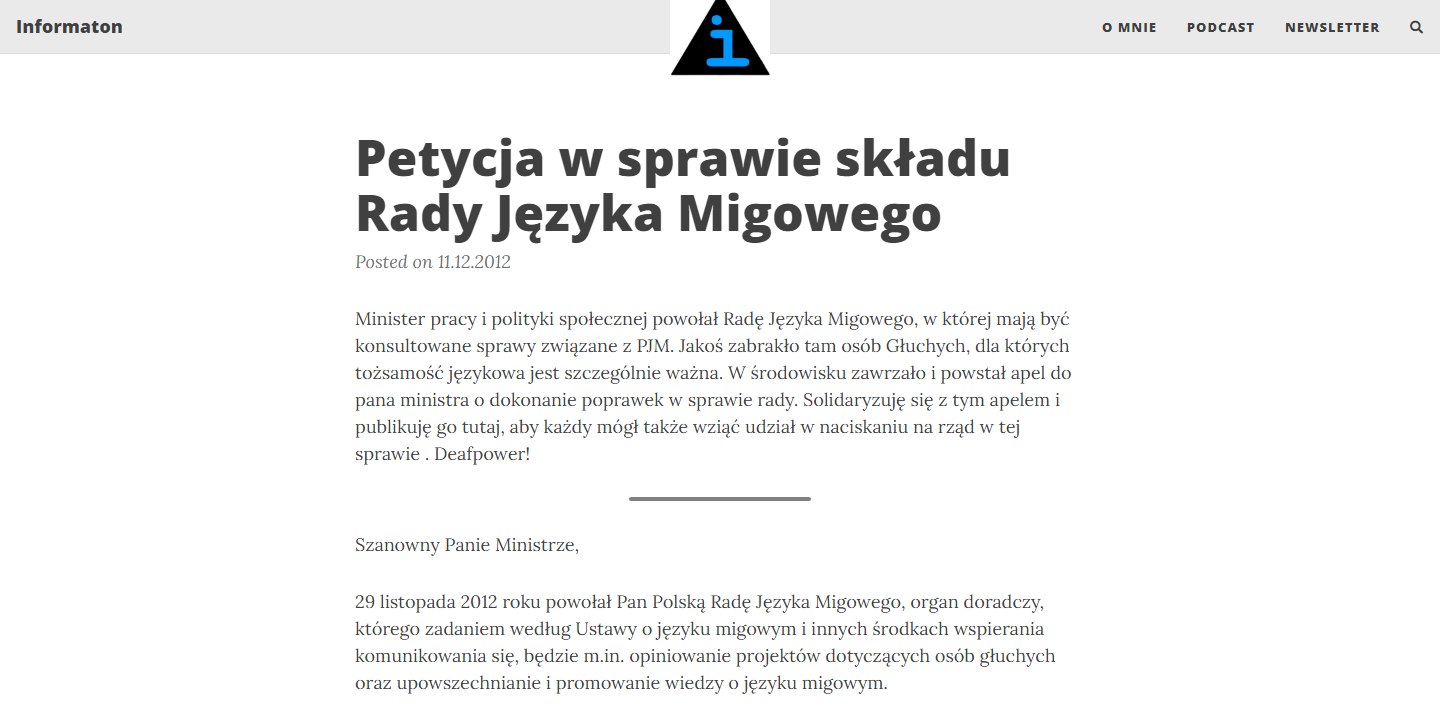 Informaton
i
O MNIE
PODCAST
NEWSLETTER
Petycja w sprawie składu
Rady Języka Migowego
Posted on 11.12.2012
Minister pracy i polityki społecznej powołał Radę Języka Migowego, w której mają być
konsultowane sprawy związane z PJM. Jakoś zabrakło tam osób Głuchych, dla których
tożsamość językowa jest szczególnie ważna. W środowisku zawrzało i powstał apel do
pana ministra o dokonanie poprawek w sprawie rady. Solidaryzuję się z tym apelem i
publikuję go tutaj, aby każdy mógł także wziąć udział w naciskaniu na rząd w tej
sprawie . Deafpower!
Szanowny Panie Ministrze,
29 listopada 2012 roku powołał Pan Polską Radę Języka Migowego, organ doradczy,
którego zadaniem według Ustawy o języku migowym i innych środkach wspierania
komunikowania się, będzie m.in. opiniowanie projektów dotyczących osób głuchych
oraz upowszechnianie i promowanie wiedzy o języku migowym.